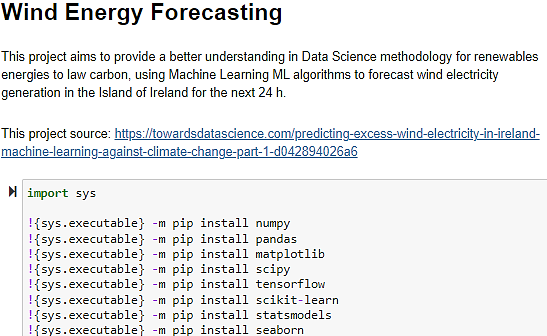 Wind Energy Forecasting
This project aims to provide a better understanding in Data Science methodology for renewables
energies to law carbon, using Machine Learning ML algorithms to forecast wind electricity
generation in the Island of Ireland for the next 24 h.
This project source: https://towardsdatascience.com/predicting-excess-wind-electricity-in-ireland-
machine-learning-against-climate-change-part-1-d042894026a6
import sys
!{sys.executable} -m pip install numpy
!{sys.executable} -m pip install pandas
!{sys.executable} -m pip install matplotlib
!{sys.executable} -m pip install scipy
!{sys.executable} -m pip install tensorflow
!{sys.executable} -m pip install scikit-learn
!{sys.executable} -m pip install statsmodels
!{sys.executable} -m pip install seaborn